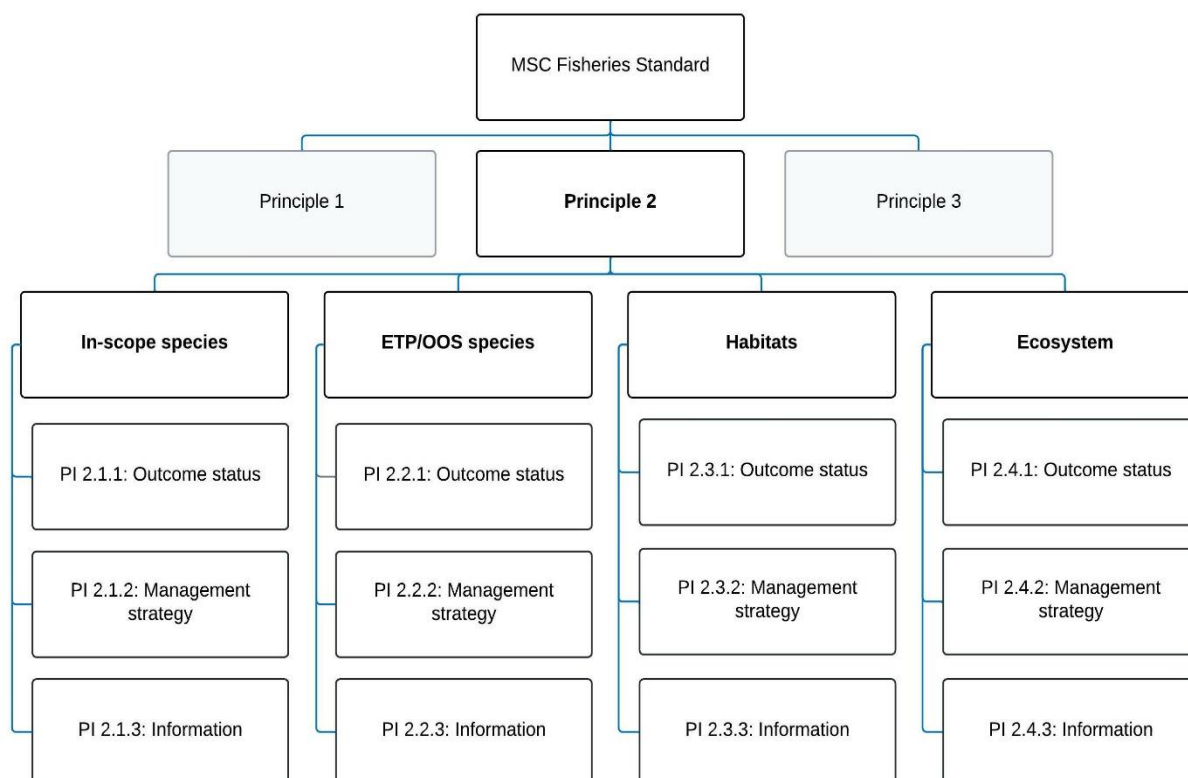 MSC Fisheries Standard
Principle 1
Principle 2
Principle 3
In-scope species
ETP/OOS species
Habitats
Ecosystem
PI 2.1.1: Outcome status
PI 2.2.1: Outcome status
PI 2.3.1: Outcome status
PI 2.4.1: Outcome status
PI 2.1.2: Management
strategy
PI 2.2.2: Management
strategy
PI 2.3.2: Management
strategy
PI 2.4.2: Management
strategy
PI 2.1.3: Information
PI 2.2.3: Information
PI 2.3.3: Information
PI 2.4.3: Information